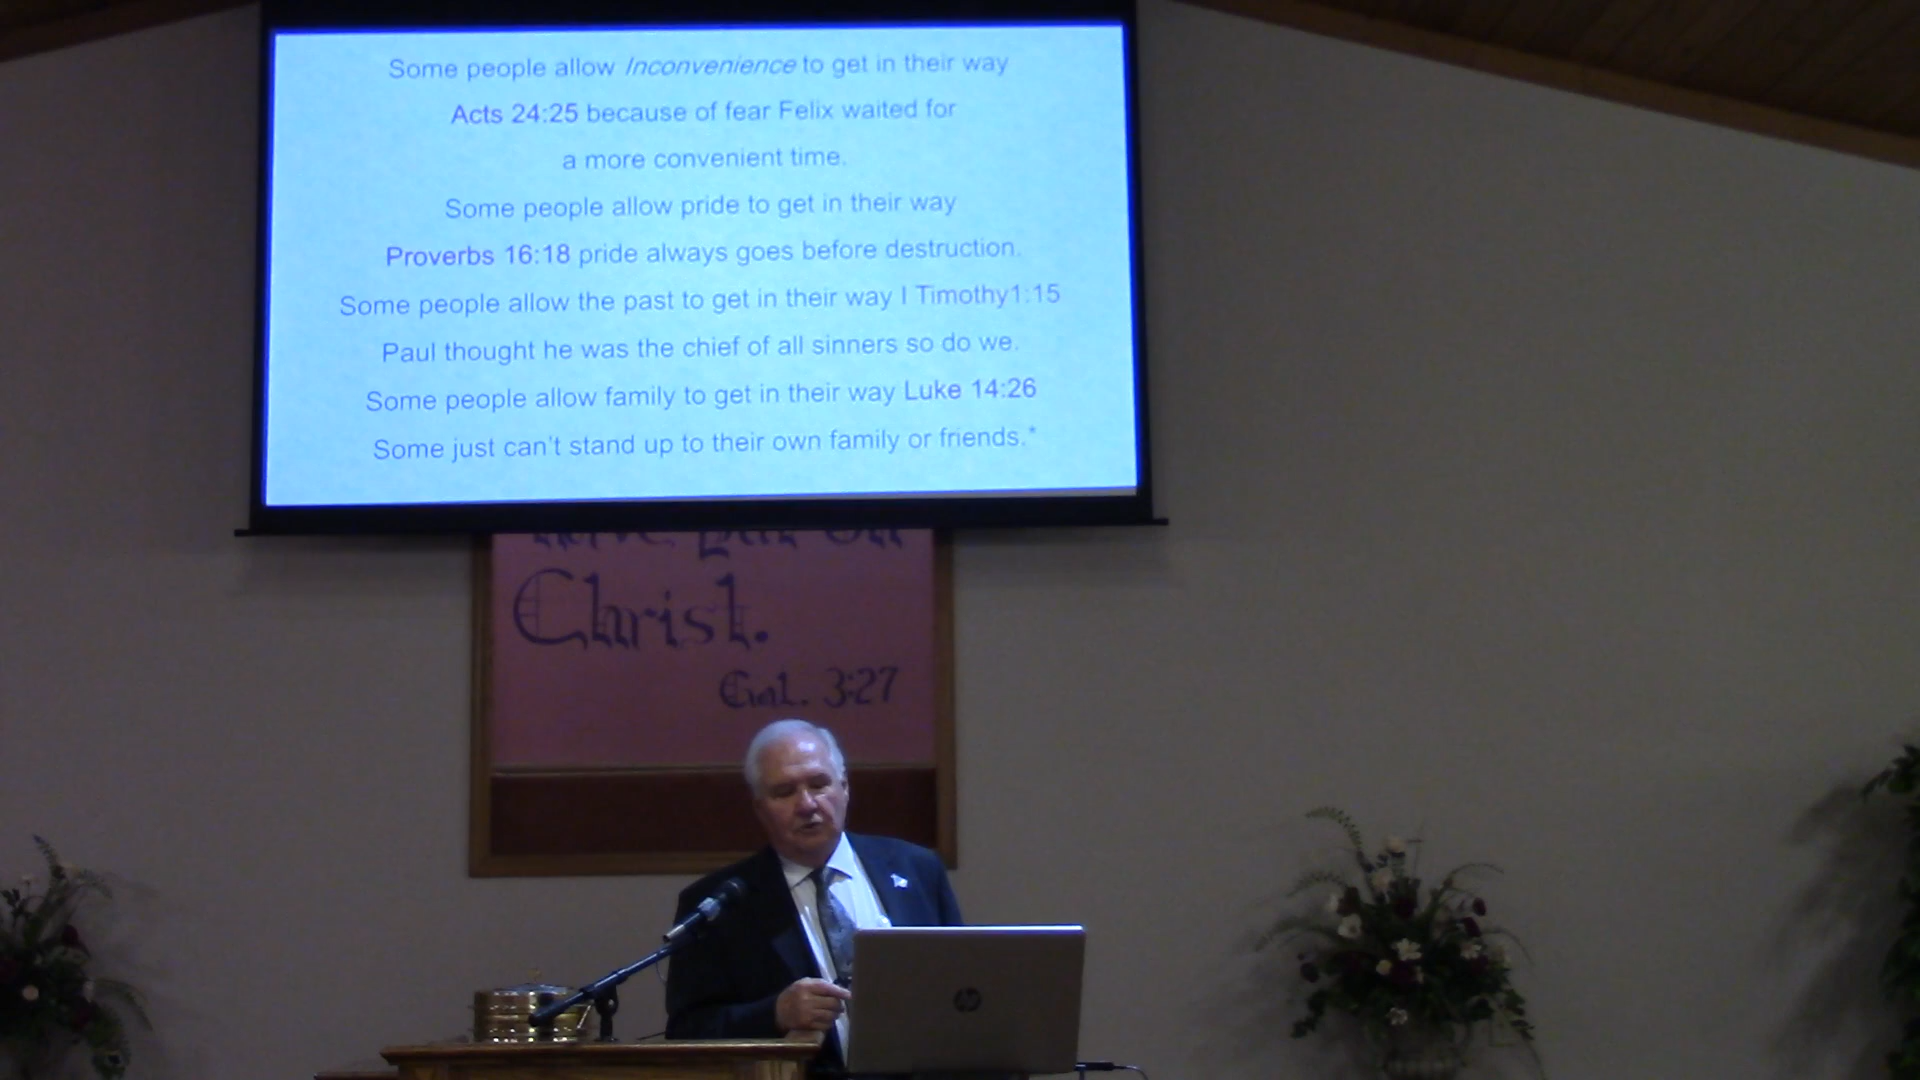 Some people allow Inconvenience to get in their way
Acts 24:25 because of fear Felix waited for
a more convenient time.
Some people allow pride to get in their way
Proverbs 16:18 pride always goes before destruction.
Some people allow the past to get in their way I Timothy1:15
Paul thought he was the chief of all sinners so do we.
Some people allow family to get in their way Luke 14:26
Some just can't stand up to their own family or friends.*
Christ.
Gal. 3:27
hp